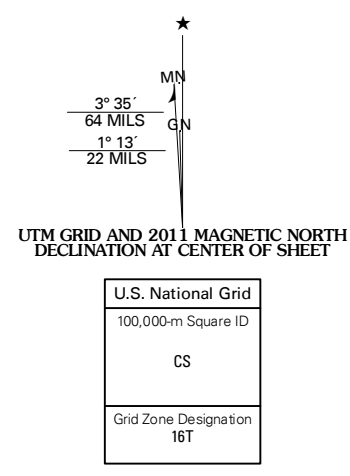 ★
MN
3° 35´
64 MILS
GN
1° 13´
22 MILS
UTM GRID AND 2011 MAGNETIC NORTH
DECLINATION AT CENTER OF SHEET
U.S. National Grid
100,000-m Square ID
CS
Grid Zone Designation
16T